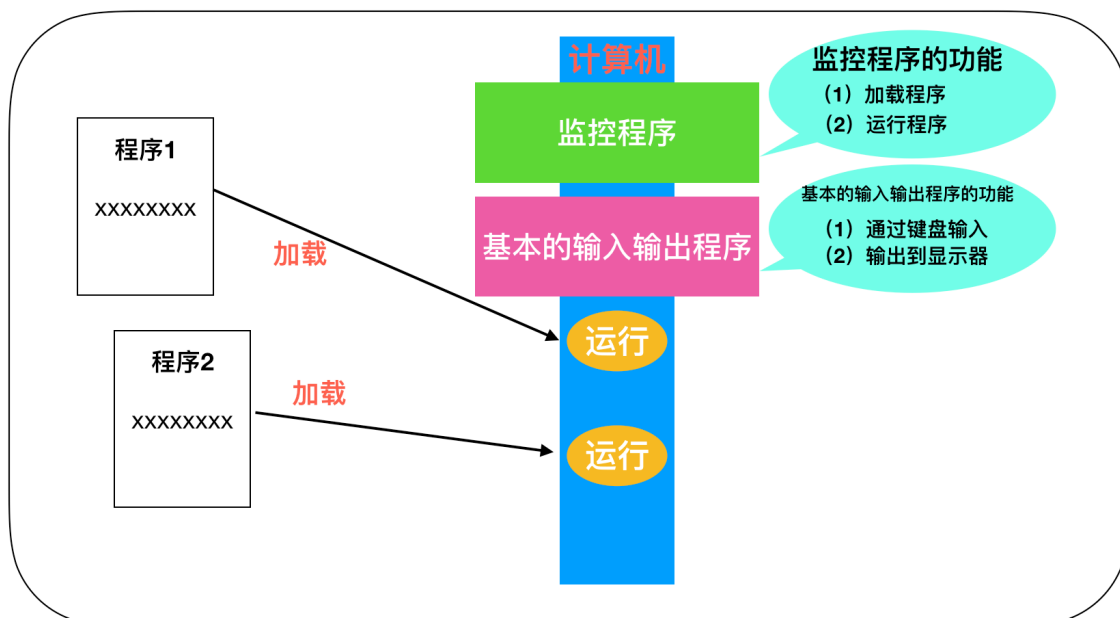 计算机
监控程序的功能
（1）加载程序
（2）运行程序
监控程序
程序1
xxxxxxxx
基本的输入输出程序的功能
（1）通过键盘输入
（2）输出到显示器
基本的输入输出程序
加载
运行
程序2
xxxxxxxx
加载
运行